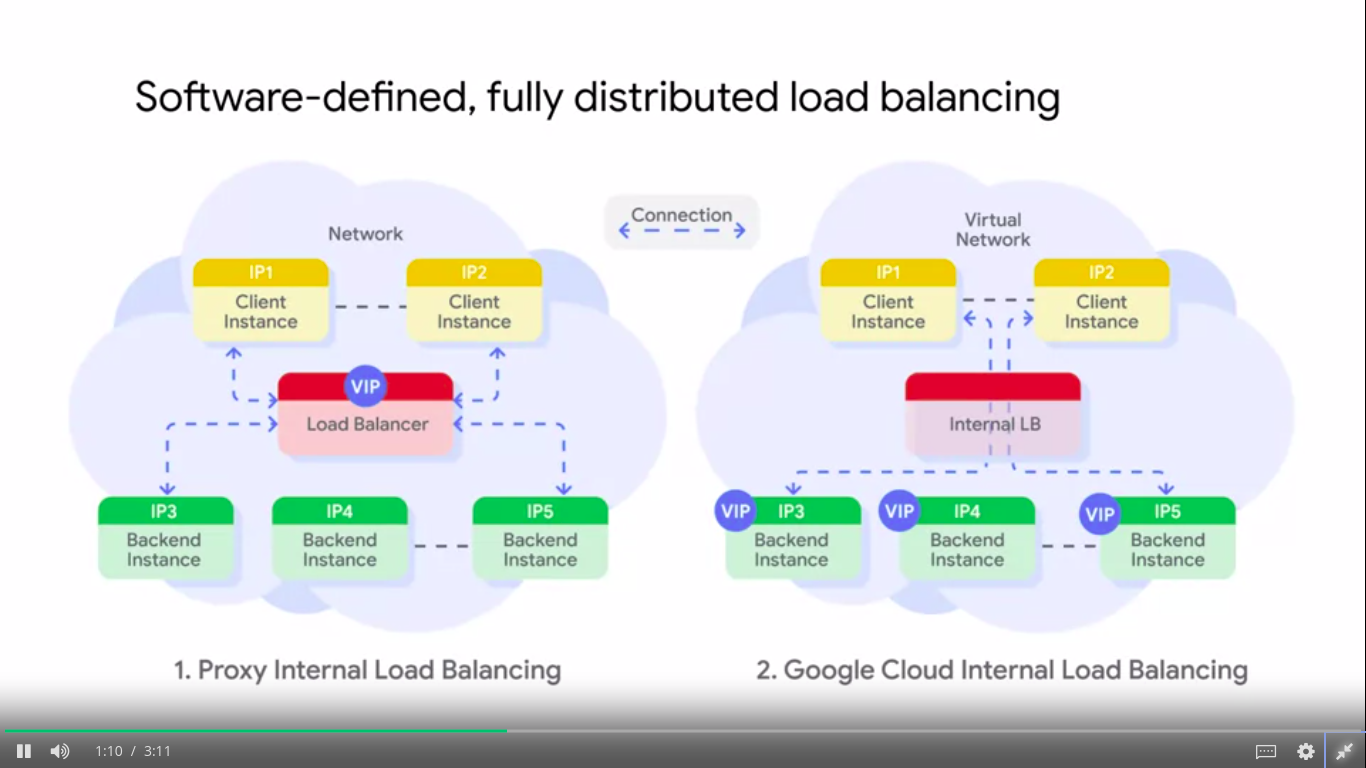 Software-defined, fully distributed load balancing
Network
Connection
Virtual
Network
IP1
Client
Instance
IP2
Client
Instance
VIP
Load Balancer
IP3
Backend
Instance
IP4
Backend
Instance
IP5
Backend
Instance
1. Proxy Internal Load Balancing
IP1
Client
Instance
IP2
Client
Instance
Internal LB
VIP
IP3
Backend
Instance
VIP
IP4
Backend
Instance
VIP
IP5
Backend
Instance
2. Google Cloud Internal Load Balancing
1:10 / 3:11